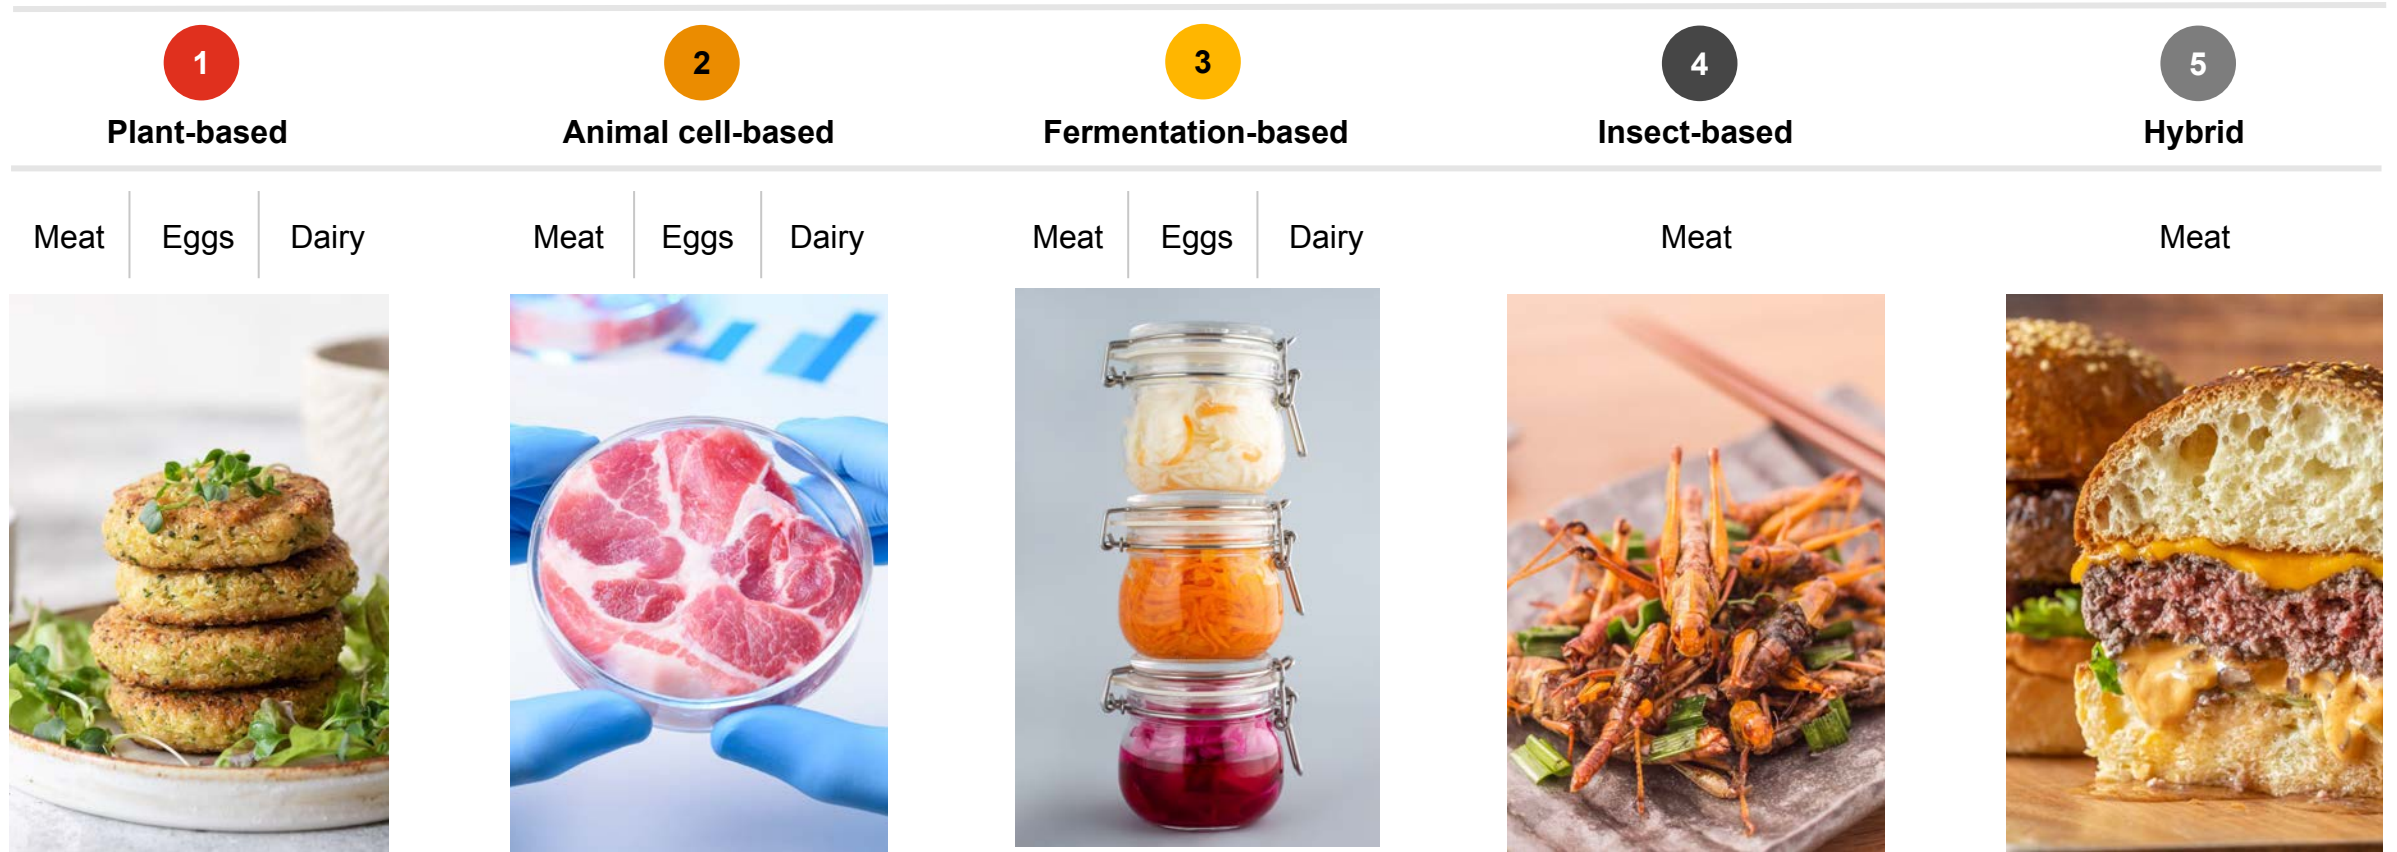 1
2
3
4
5
Plant-based
Animal cell-based
Fermentation-based
Insect-based
Hybrid
Meat Eggs Dairy
Meat Eggs Dairy
Meat Eggs Dairy
Meat
Meat